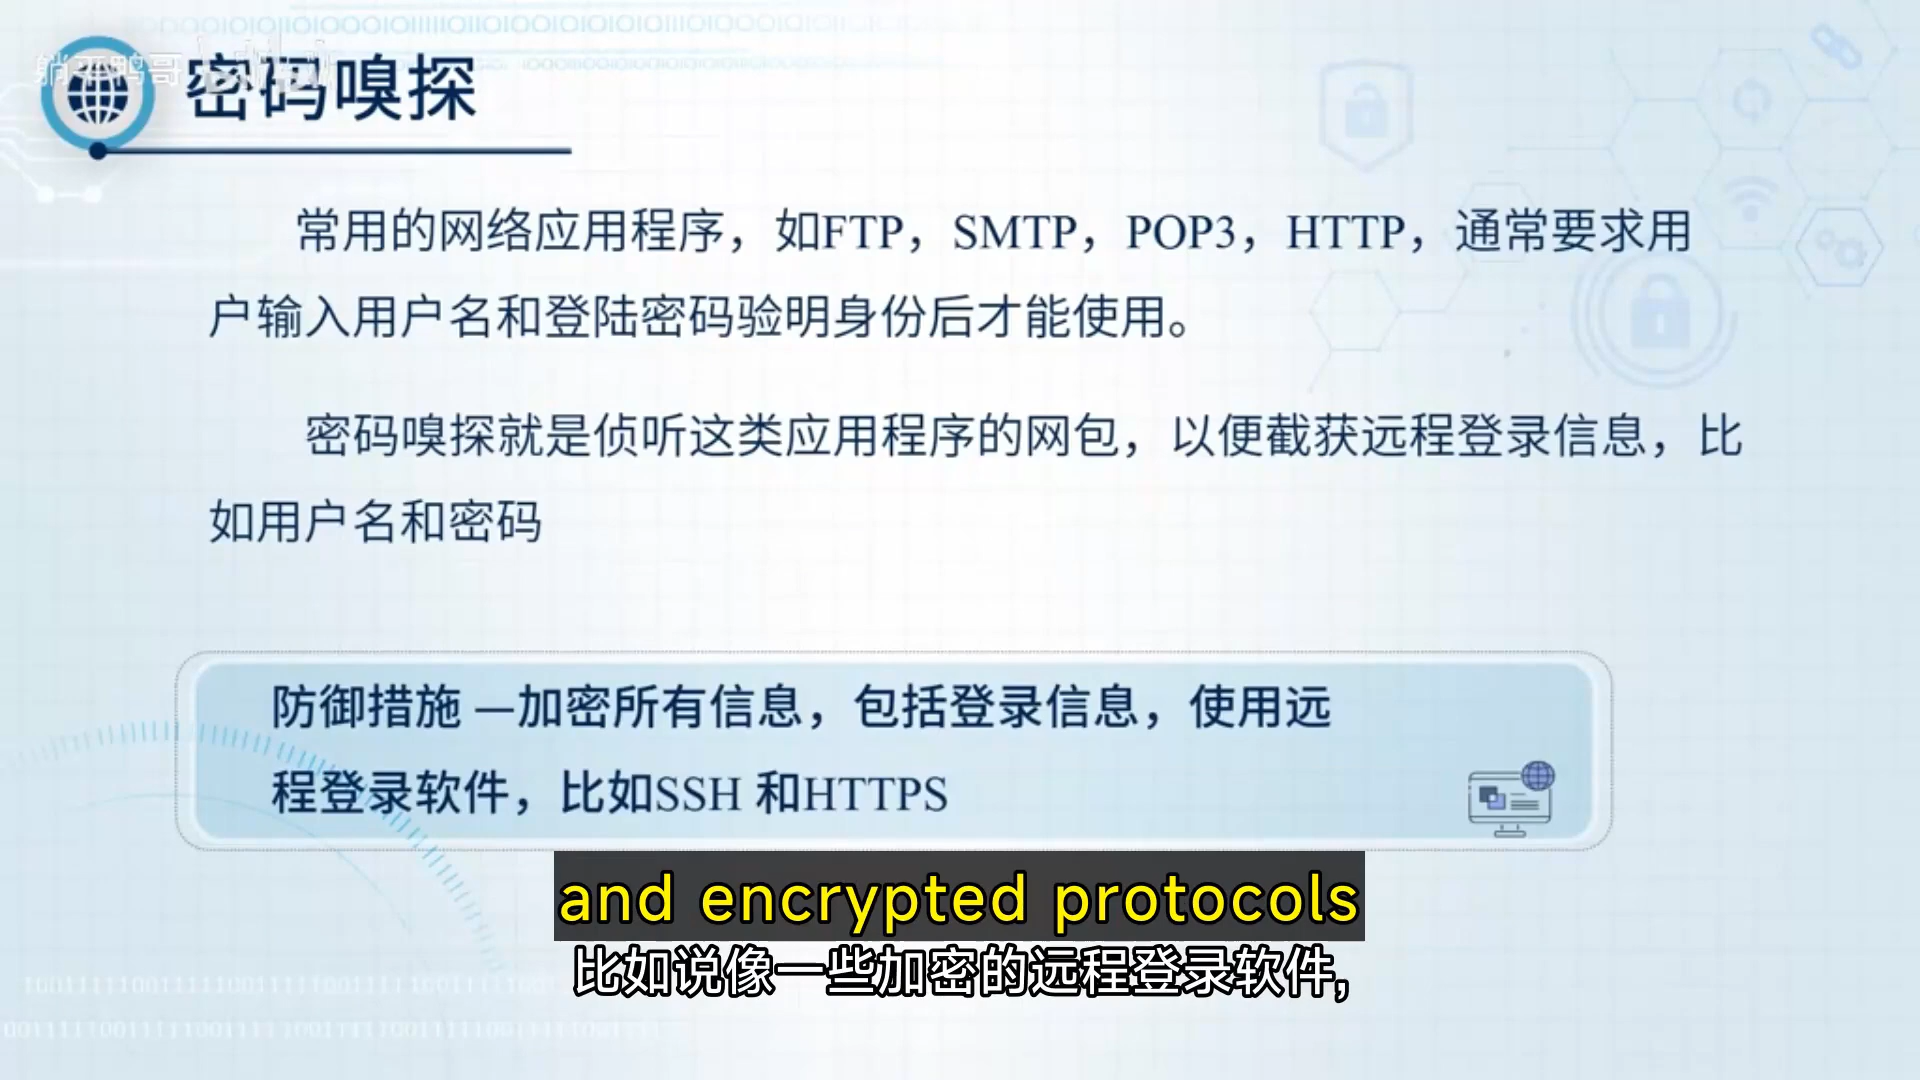 躺平鸭哥
密码嗅探
常用的网络应用程序，如FTP，SMTP，POP3，HTTP，通常要求用
户输入用户名和登陆密码验明身份后才能使用。
密码嗅探就是侦听这类应用程序的网包，以便截获远程登录信息，比
如用户名和密码
防御措施 —加密所有信息，包括登录信息，使用远
程登录软件，比如SSH 和HTTPS
and encrypted protocols
比如说像一些加密的远程登录软件，